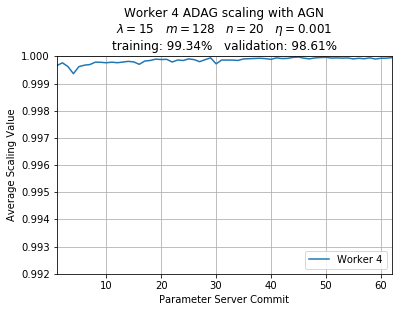 Worker 4 ADAG scaling with AGN
λ = 15 m = 128 n = 20 η = 0.001
training: 99.34% validation: 98.61%
1.000
0.999
0.998
0.997
0.996
0.995
0.994
0.993
0.992
Average Scaling Value
Worker 4
10 20 30 40 50 60
Parameter Server Commit